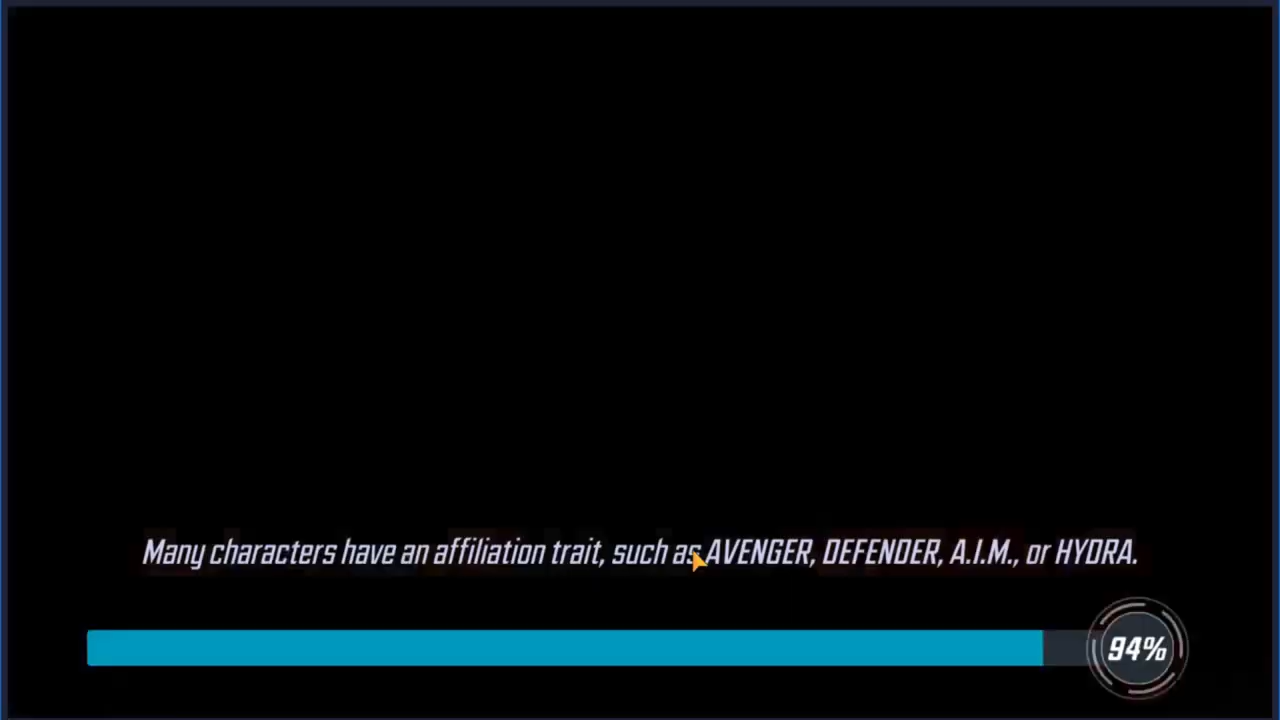 Many characters have an affiliation trait, such as AVENGER, DEFENDER, A.I.M., or HYDRA.
94%